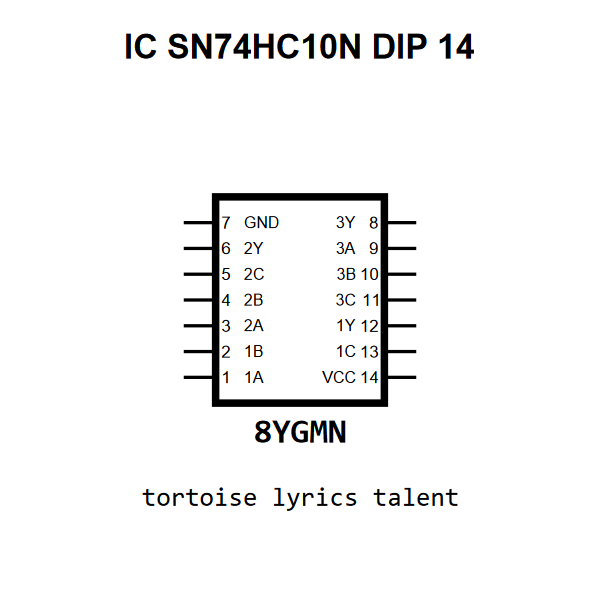 IC SN74HC10N DIP 14
7 GND 3Y 8
6 2Y 3A 9
5 2C 3B 10
4 2B 3C 11
3 2A 1Y 12
2 1B 1C 13
1 1A VCC 14
8YGMN
tortoise lyrics talent